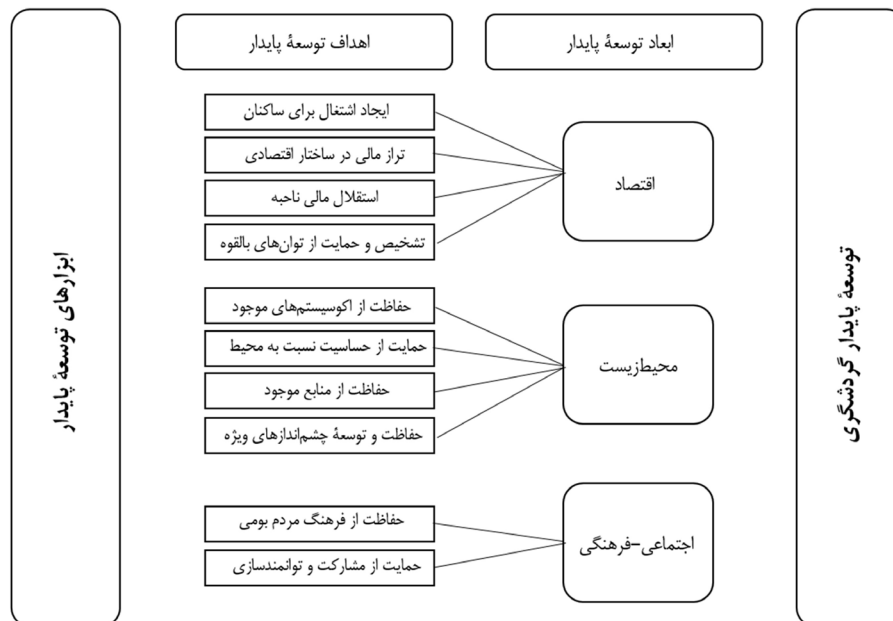 توسعهٔ پایدار گردشگری
ابعاد توسعهٔ پایدار
اهداف توسعهٔ پایدار
اقتصاد
ایجاد اشتغال برای ساکنان
تراز مالی در ساختار اقتصادی
استقلال مالی ناحبه
تشخیص و حمایت از توان‌های بالقوه
محیط‌زیست
حفاظت از اکوسیستم‌های موجود
حمایت از حساسیت نسبت به محیط
حفاظت از منابع موجود
حفاظت و توسعهٔ چشم‌اندازهای ویژه
اجتماعی-فرهنگی
حفاظت از فرهنگ مردم بومی
حمایت از مشارکت و توانمندسازی
ابزارهای توسعهٔ پایدار